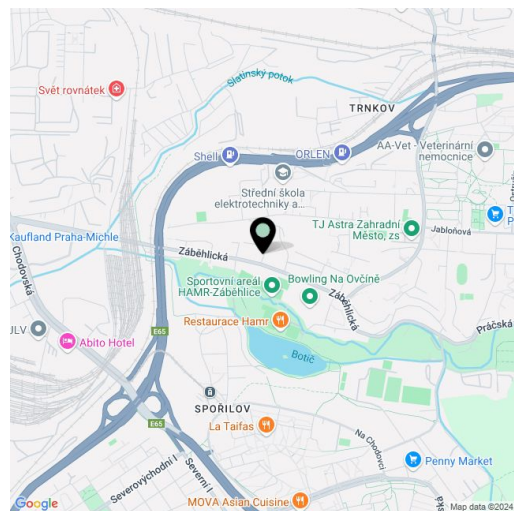 Slatinský potok
Svět rovnátek
TRNKOV
AA-Vet - Veterinární
nemocnice
Shell
ORLEN
Střední škola
elektrotechniky a...
TJ Astra Zahradní
Město, zs
Jabloňová
Kaufland Praha-Michle
Záběhlická
Chodovská
Sportovní areál
HAMR-Záběhlice
Bowling Na Ovčíně
Záběhlická
Restaurace Hamr
Práčská
JLV
Abito Hotel
E65
Botič
SPOŘILOV
E65
La Taifas
Na Chodovci
Penny Market
Severovýchodní I
Severní I
MOVA Asian Cuisine
Google
Map data ©2024